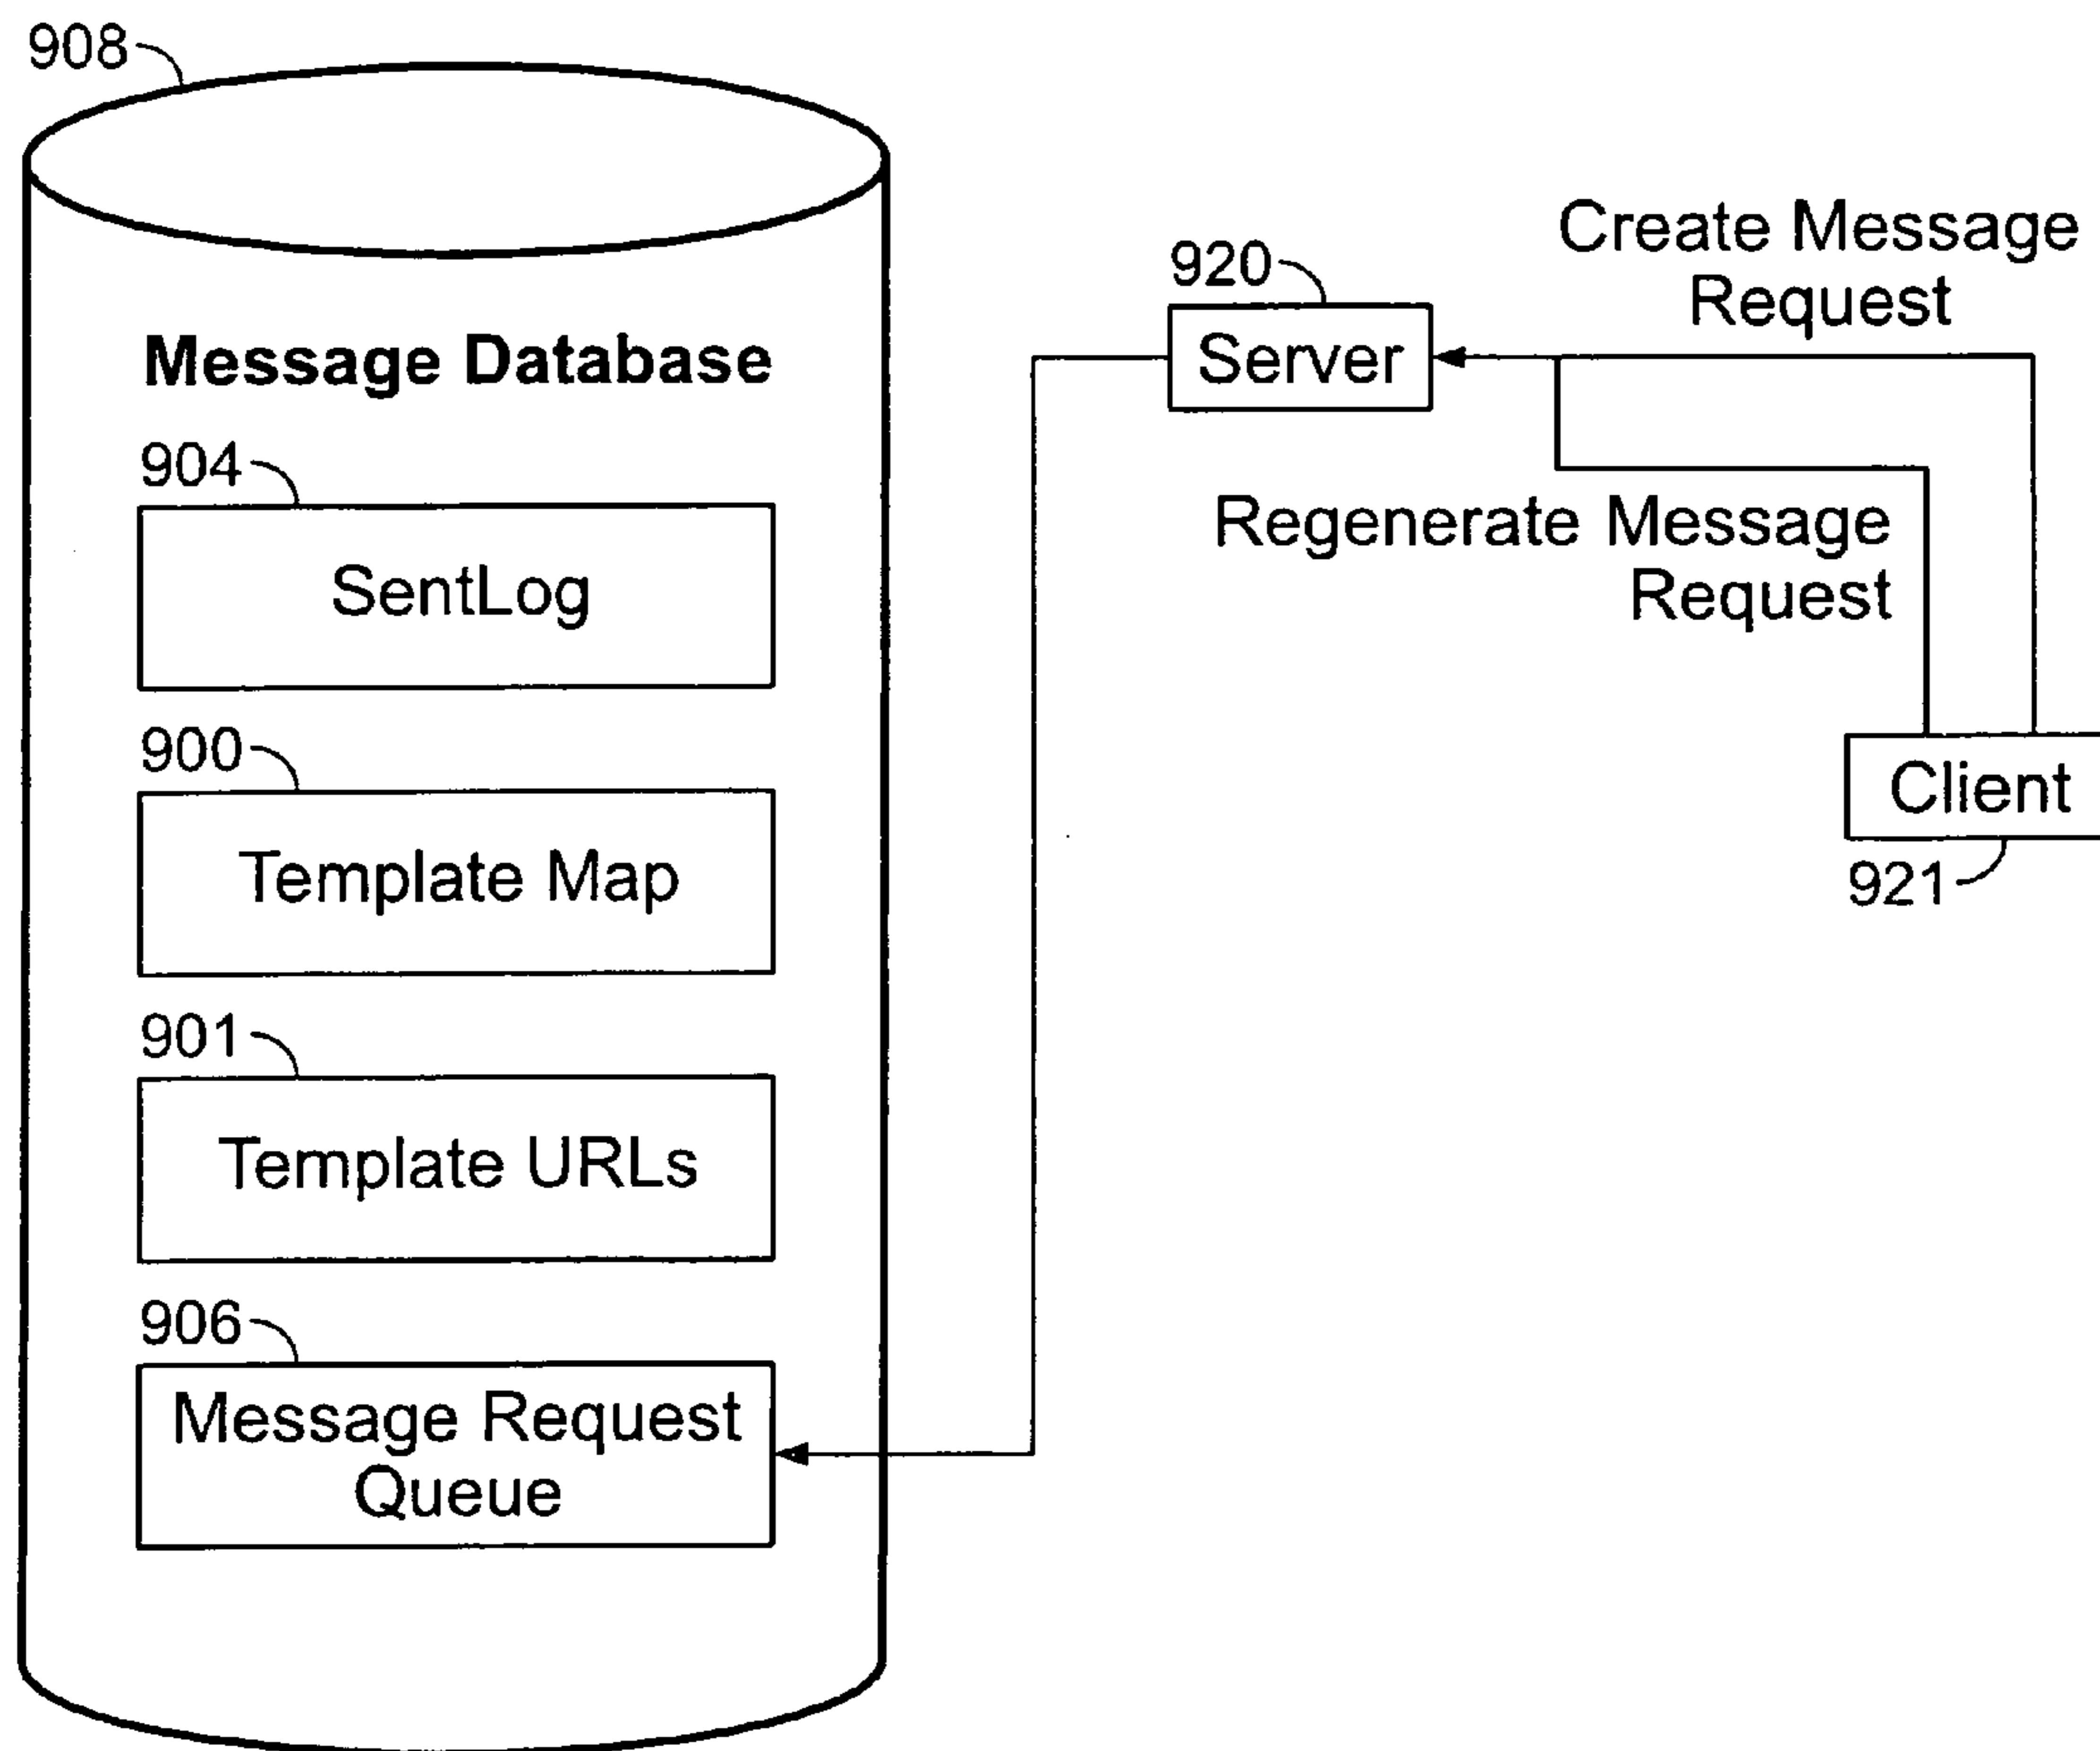 908
Message Database
904
SentLog
900
Template Map
901
Template URLs
906
Message Request
Queue
920
Server
Create Message
Request
Regenerate Message
Request
Client
921